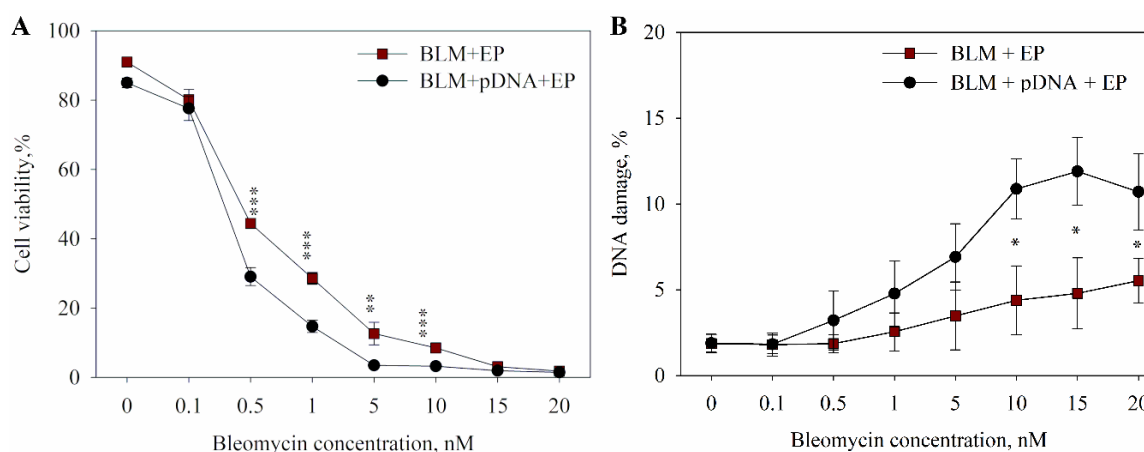 A
100
80
60
40
20
0
Cell viability,%
BLM+EP
BLM+pDNA+EP
***
***
**
***
0 0.1 0.5 1 5 10 15 20
Bleomycin concentration, nM
B
20
15
10
5
0
DNA damage, %
BLM + EP
BLM + pDNA + EP
* * *
0 0.1 0.5 1 5 10 15 20
Bleomycin concentration, nM